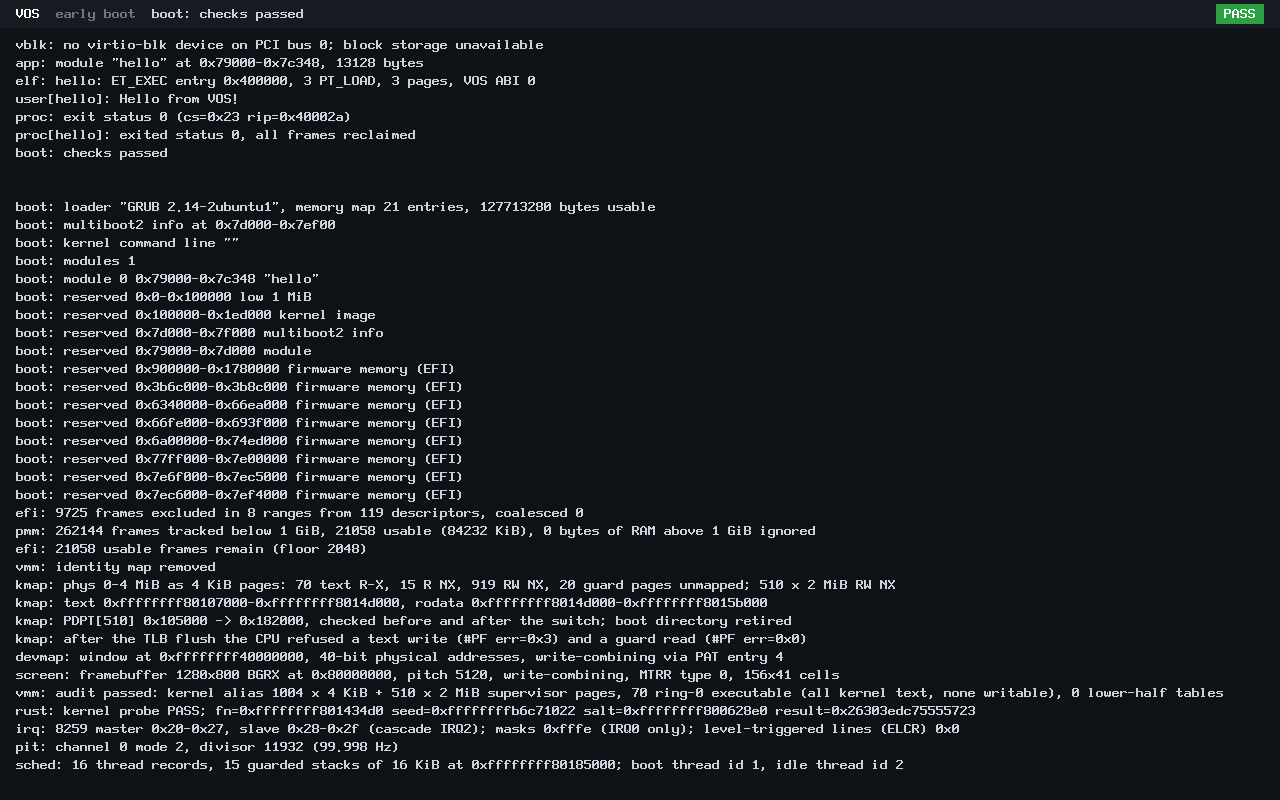 VOS early boot boot: checks passed PASS
vblk: no virtio-blk device on PCI bus 0; block storage unavailable
app: module "hello" at 0x79000-0x7c348, 13128 bytes
elf: hello: ET_EXEC entry 0x400000, 3 PT_LOAD, 3 pages, VOS ABI 0
user[hello]: Hello from VOS!
proc: exit status 0 (cs=0x23 rip=0x40002a)
proc[hello]: exited status 0, all frames reclaimed
boot: checks passed
boot: loader "GRUB 2.14-2ubuntu1", memory map 21 entries, 127713280 bytes usable
boot: multiboot2 info at 0x7d000-0x7ef00
boot: kernel command line ""
boot: modules 1
boot: module 0 0x79000-0x7c348 "hello"
boot: reserved 0x0-0x100000 low 1 MiB
boot: reserved 0x100000-0x1ed000 kernel image
boot: reserved 0x7d000-0x7f000 multiboot2 info
boot: reserved 0x79000-0x7d000 module
boot: reserved 0x900000-0x1780000 firmware memory (EFI)
boot: reserved 0x3b6c000-0x3b8c000 firmware memory (EFI)
boot: reserved 0x6340000-0x66ea000 firmware memory (EFI)
boot: reserved 0x66fe000-0x693f000 firmware memory (EFI)
boot: reserved 0x6a00000-0x74ed000 firmware memory (EFI)
boot: reserved 0x77ff000-0x7e00000 firmware memory (EFI)
boot: reserved 0x7e6f000-0x7ec5000 firmware memory (EFI)
boot: reserved 0x7ec6000-0x7ef4000 firmware memory (EFI)
efi: 9725 frames excluded in 8 ranges from 119 descriptors, coalesced 0
pmm: 262144 frames tracked below 1 GiB, 21058 usable (84232 KiB), 0 bytes of RAM above 1 GiB ignored
efi: 21058 usable frames remain (floor 2048)
vmm: identity map removed
kmap: phys 0-4 MiB as 4 KiB pages: 70 text R-X, 15 R NX, 919 RW NX, 20 guard pages unmapped; 510 x 2 MiB RW NX
kmap: text 0xffffffff80107000-0xffffffff8014d000, rodata 0xffffffff8014d000-0xffffffff8015b000
kmap: PDPT[510] 0x105000 -> 0x182000, checked before and after the switch; boot directory retired
kmap: after the TLB flush the CPU refused a text write (#PF err=0x3) and a guard read (#PF err=0x0)
devmap: window at 0xffffffff40000000, 40-bit physical addresses, write-combining via PAT entry 4
screen: framebuffer 1280x800 BGRX at 0x80000000, pitch 5120, write-combining, MTRR type 0, 156x41 cells
vmm: audit passed: kernel alias 1004 x 4 KiB + 510 x 2 MiB supervisor pages, 70 ring-0 executable (all kernel text, none writable), 0 lower-half tables
rust: kernel probe PASS; fn=0xffffffff801434d0 seed=0xffffffffb6c71022 salt=0xffffffff800628e0 result=0x26303edc75555723
irq: 8259 master 0x20-0x27, slave 0x28-0x2f (cascade IRQ2); masks 0xfffe (IRQ0 only); level-triggered lines (ELCR) 0x0
pit: channel 0 mode 2, divisor 11932 (99.998 Hz)
sched: 16 thread records, 15 guarded stacks of 16 KiB at 0xffffffff80185000; boot thread id 1, idle thread id 2